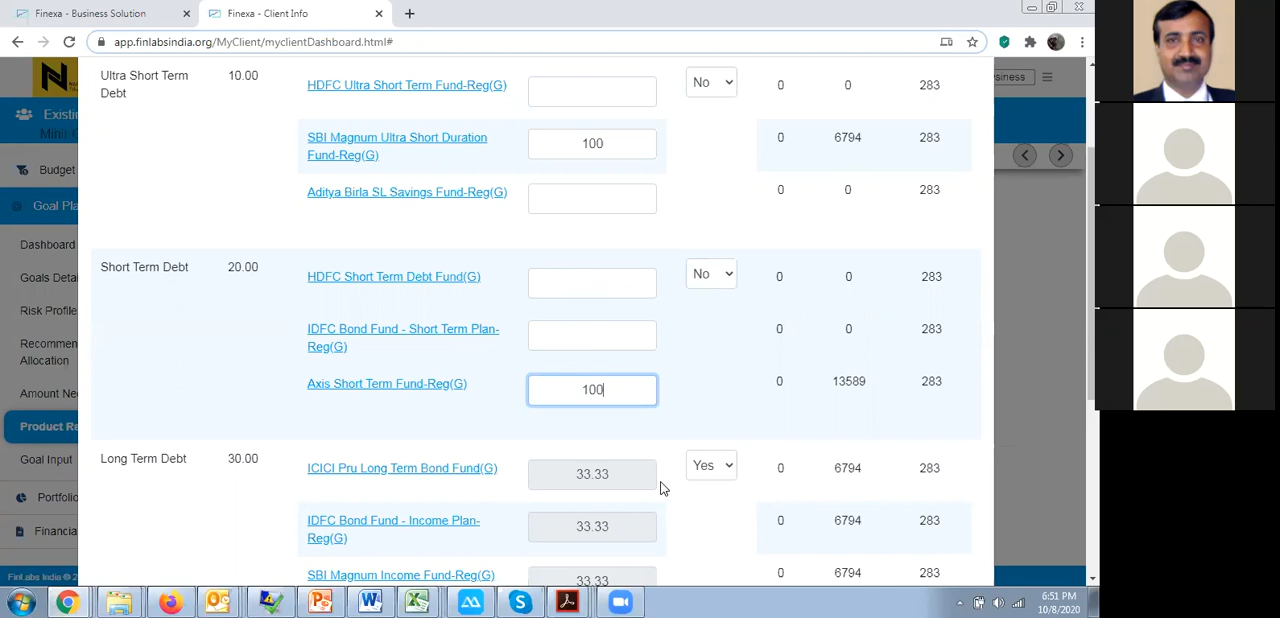 Finexa - Business Solution
Finexa - Client Info
app.finlabsindia.org/MyClient/myclientDashboard.html#
N
siness
Existin
Budget
Goal Pla
Dashboard
Goals Deta
Risk Profile
Recommen
Allocation
Amount Ne
Product Re
Goal Input
Portfolio
Financia
FinLabs India © 2
Ultra Short Term
Debt
10.00
HDFC Ultra Short Term Fund-Reg(G)
No
0 0 283
SBI Magnum Ultra Short Duration
Fund-Reg(G)
100
0 6794 283
Aditya Birla SL Savings Fund-Reg(G)
0 0 283
Short Term Debt 20.00
HDFC Short Term Debt Fund(G)
No
0 0 283
IDFC Bond Fund - Short Term Plan-
Reg(G)
0 0 283
Axis Short Term Fund-Reg(G)
100
0 13589 283
Long Term Debt 30.00
ICICI Pru Long Term Bond Fund(G)
33.33
Yes
0 6794 283
IDFC Bond Fund - Income Plan-
Reg(G)
33.33
0 6794 283
SBI Magnum Income Fund-Reg(G)
33.33
0 6794 283
6:51 PM
10/8/2020